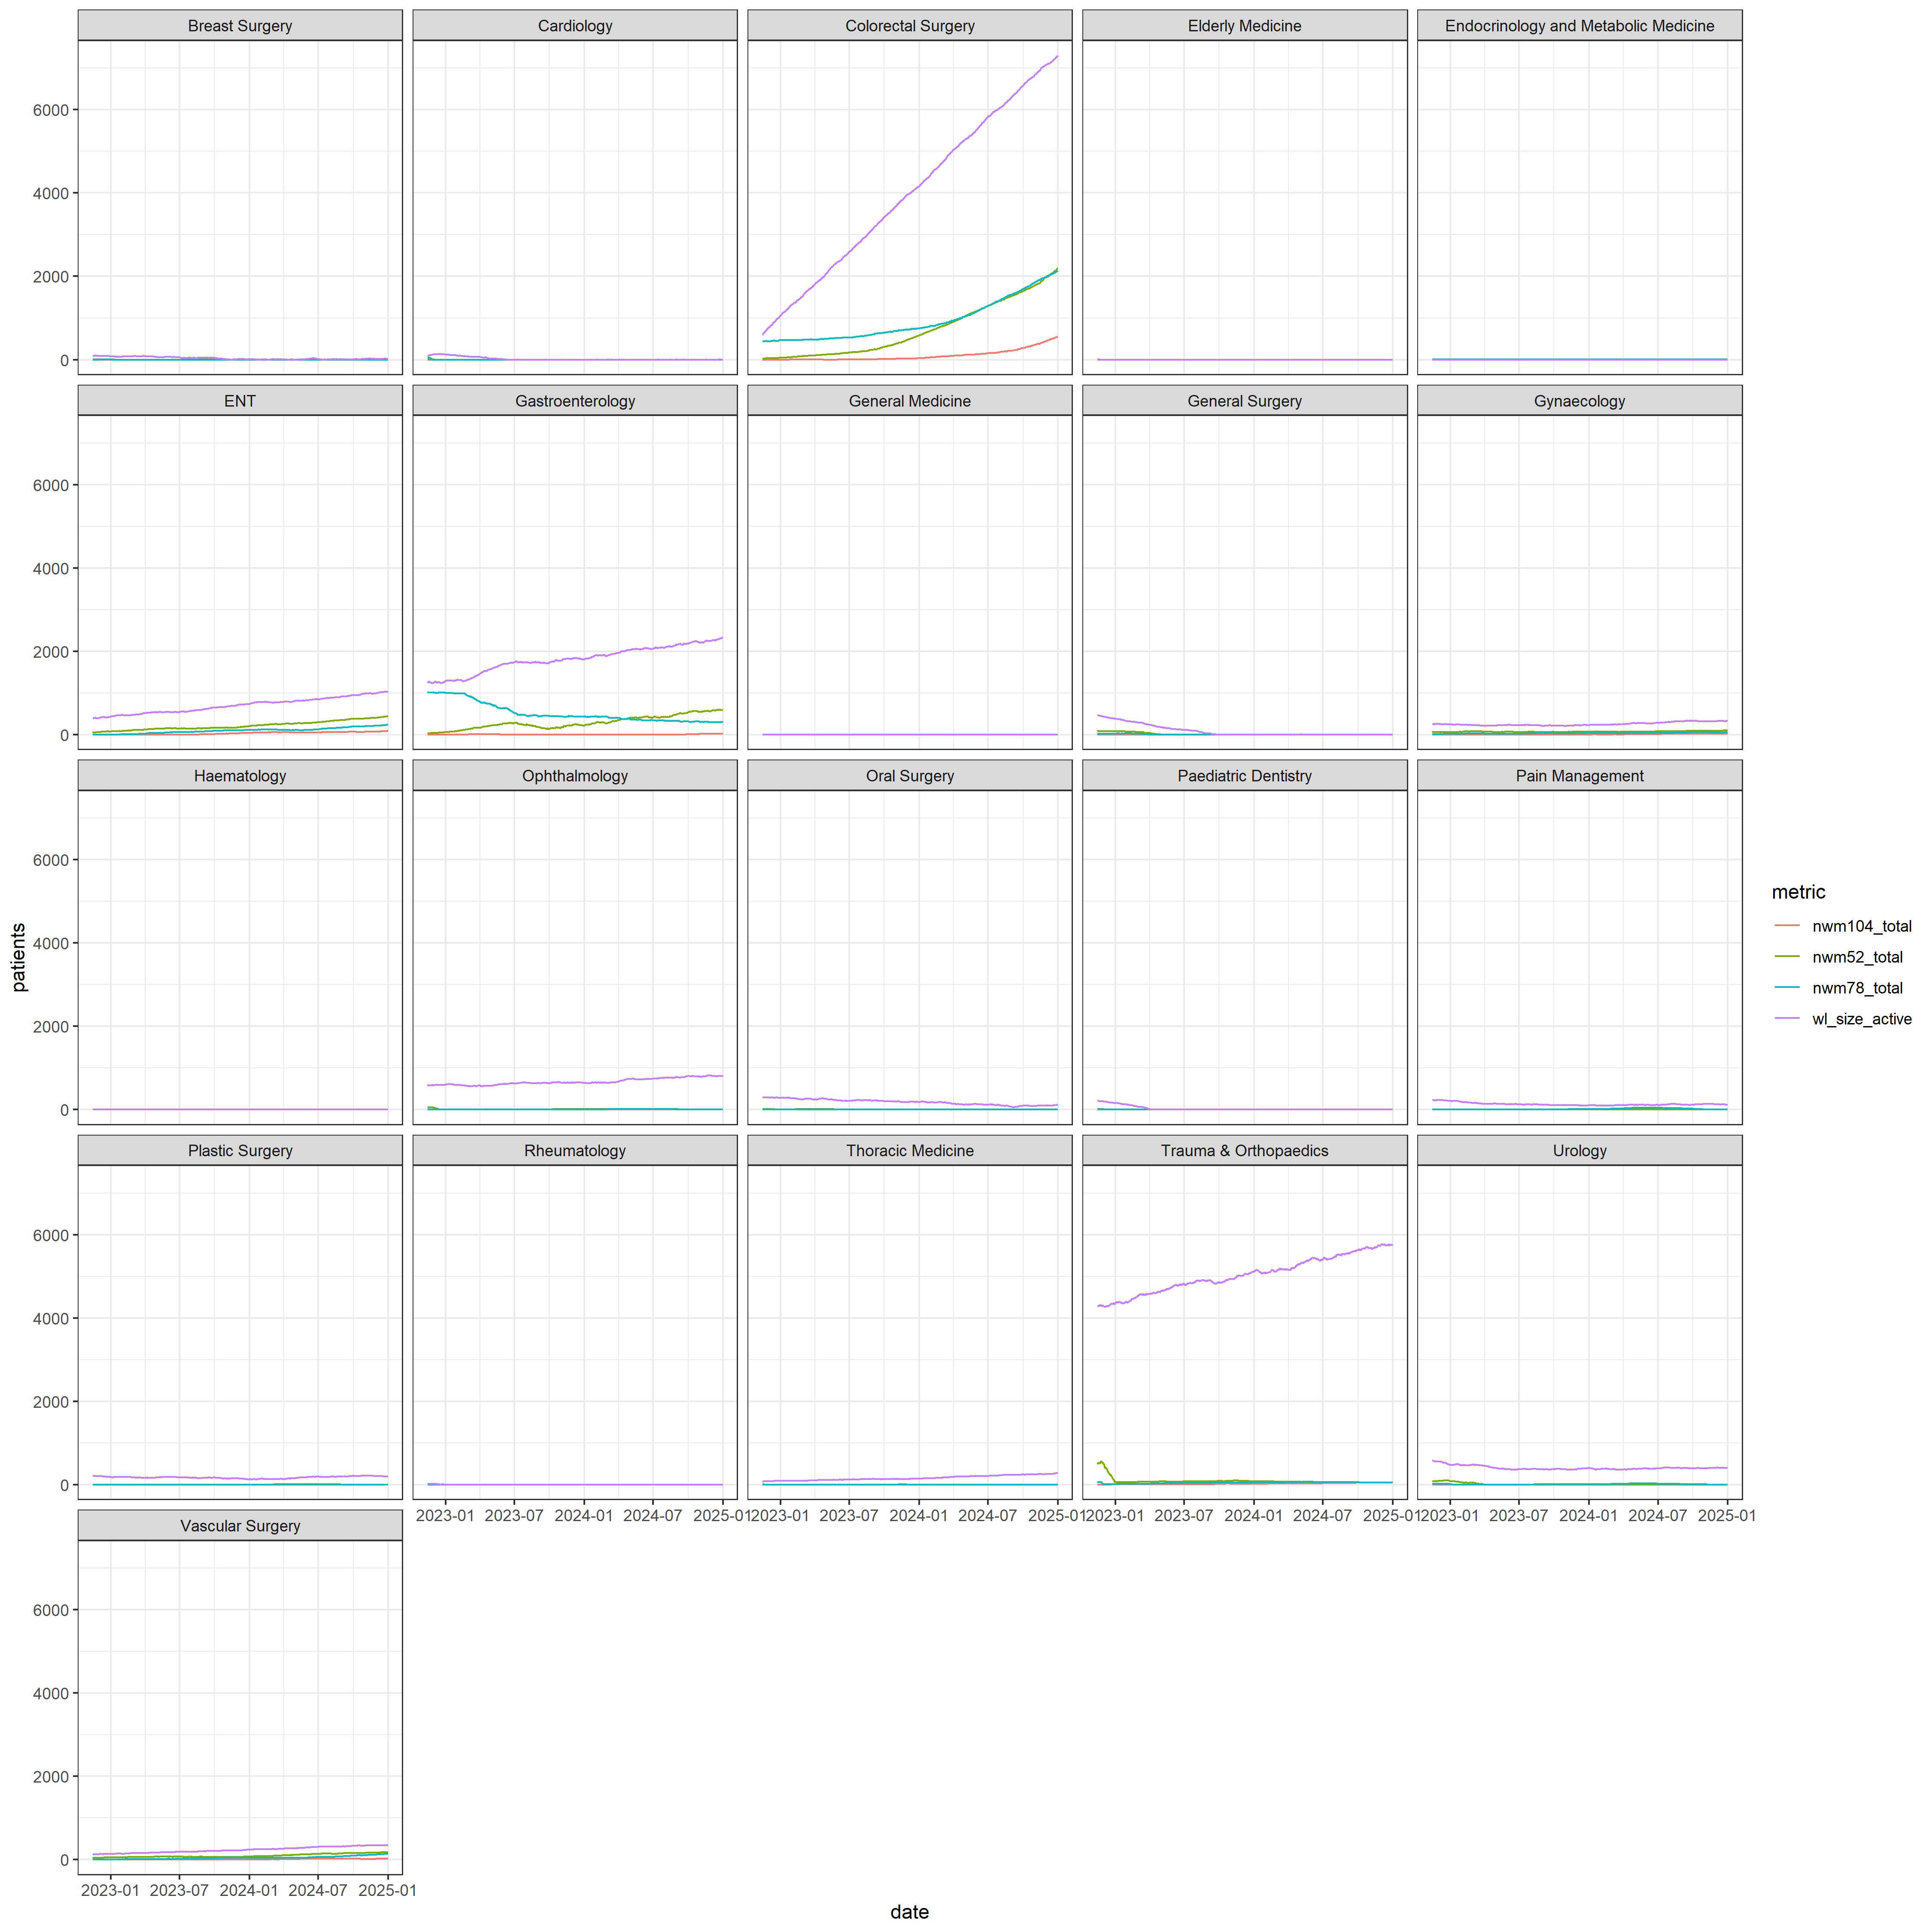 Breast Surgery
Cardiology
Colorectal Surgery
Elderly Medicine
Endocrinology and Metabolic Medicine
6000
4000
2000
0
ENT
Gastroenterology
General Medicine
General Surgery
Gynaecology
6000
4000
2000
0
Haematology
Ophthalmology
Oral Surgery
Paediatric Dentistry
Pain Management
6000
4000
2000
0
patients
metric
nwm104_total
nwm52_total
nwm78_total
wl_size_active
Plastic Surgery
Rheumatology
Thoracic Medicine
Trauma & Orthopaedics
Urology
6000
4000
2000
0
2023-01 2023-07 2024-01 2024-07 2025-01
2023-01 2023-07 2024-01 2024-07 2025-01
2023-01 2023-07 2024-01 2024-07 2025-01
2023-01 2023-07 2024-01 2024-07 2025-01
Vascular Surgery
6000
4000
2000
0
2023-01 2023-07 2024-01 2024-07 2025-01
date